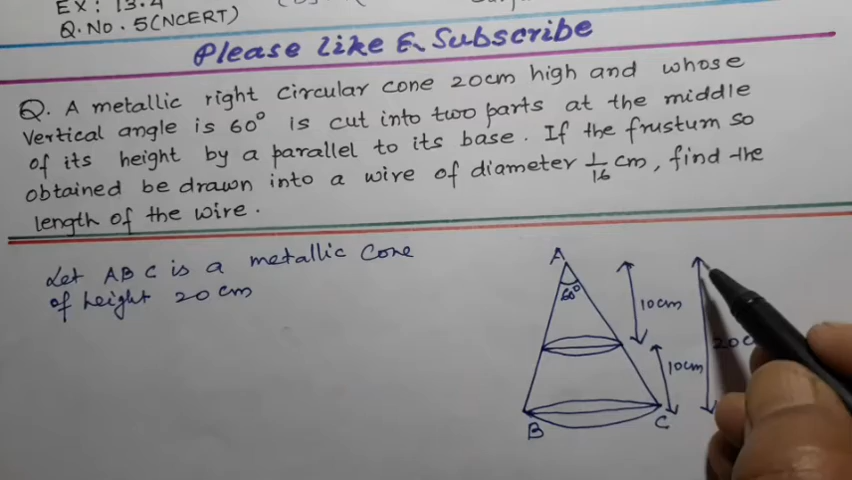 EX: 13.4
Q.No. 5(NCERT)
Please like & Subscribe
Q. A metallic right circular cone 20cm high and whose
Vertical angle is 60° is cut into two parts at the middle
of its height by a parallel to its base. If the frustum so
obtained be drawn into a wire of diameter 1/16 cm, find the
length of the wire.
Let ABC is a metallic Cone
of height 20 cm
A
60°
10cm
10cm
B
C